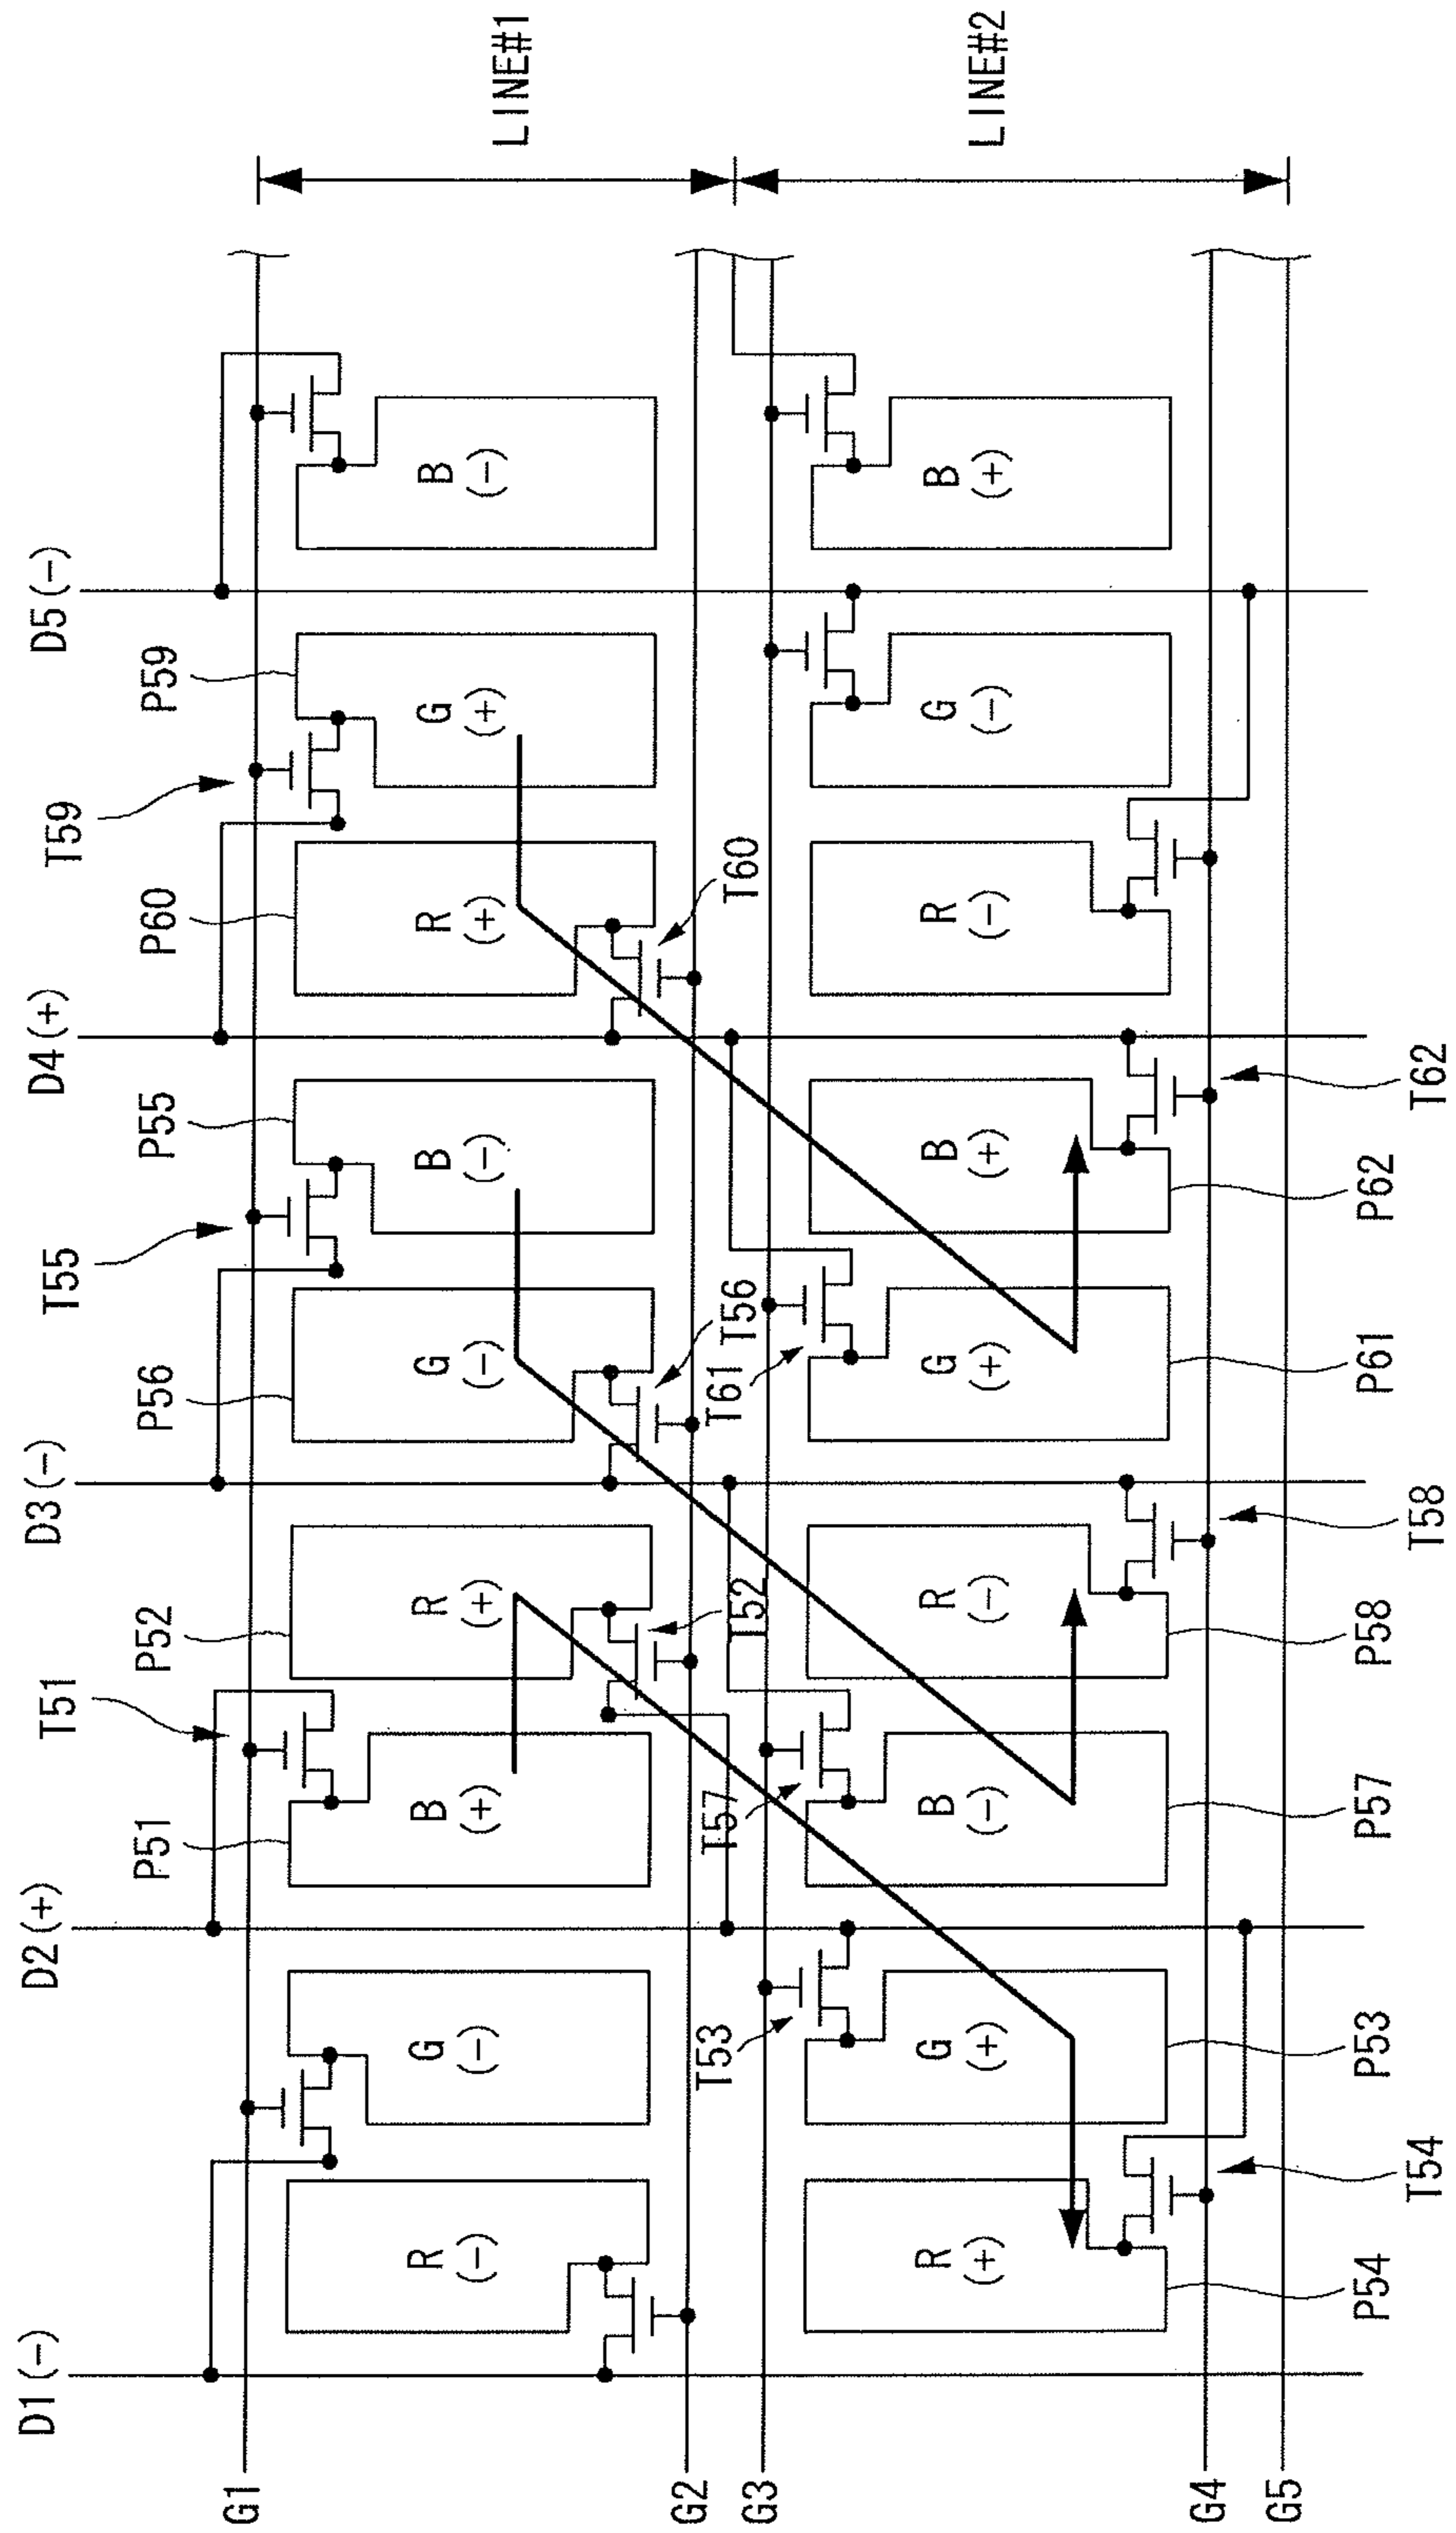 D1(-)
D2(+)
D3(-)
D4(+)
D5(-)
T51
T55
T59
P51
P52
P56
P55
P60
P59
G1
R
(-)
G
(-)
B
(+)
R
(+)
G
(-)
B
(-)
R
(+)
G
(+)
B
(-)
LINE#1
T52
T56
T60
G2
G3
T53
T57
T61
R
(+)
G
(+)
B
(-)
R
(-)
G
(+)
B
(+)
R
(-)
G
(-)
B
(+)
LINE#2
G4
G5
P54
P53
P57
P58
P61
P62
T54
T58
T62